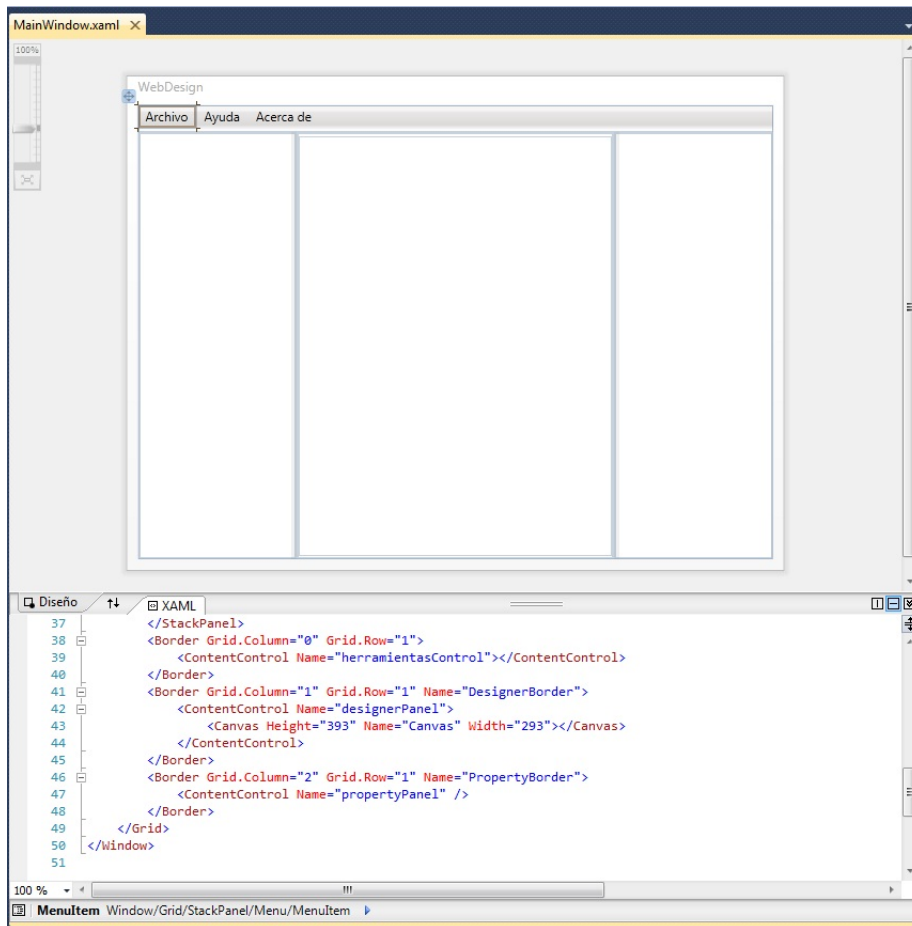 MainWindow.xaml
100%
WebDesign
Archivo Ayuda Acerca de
Diseño XAML
37 </StackPanel>
38 <Border Grid.Column="0" Grid.Row="1">
39 <ContentControl Name="herramientasControl"></ContentControl>
40 </Border>
41 <Border Grid.Column="1" Grid.Row="1" Name="DesignerBorder">
42 <ContentControl Name="designerPanel">
43 <Canvas Height="393" Name="Canvas" Width="293"></Canvas>
44 </ContentControl>
45 </Border>
46 <Border Grid.Column="2" Grid.Row="1" Name="PropertyBorder">
47 <ContentControl Name="propertyPanel" />
48 </Border>
49 </Grid>
50 </Window>
51
100 %
MenuItem Window/Grid/StackPanel/Menu/MenuItem